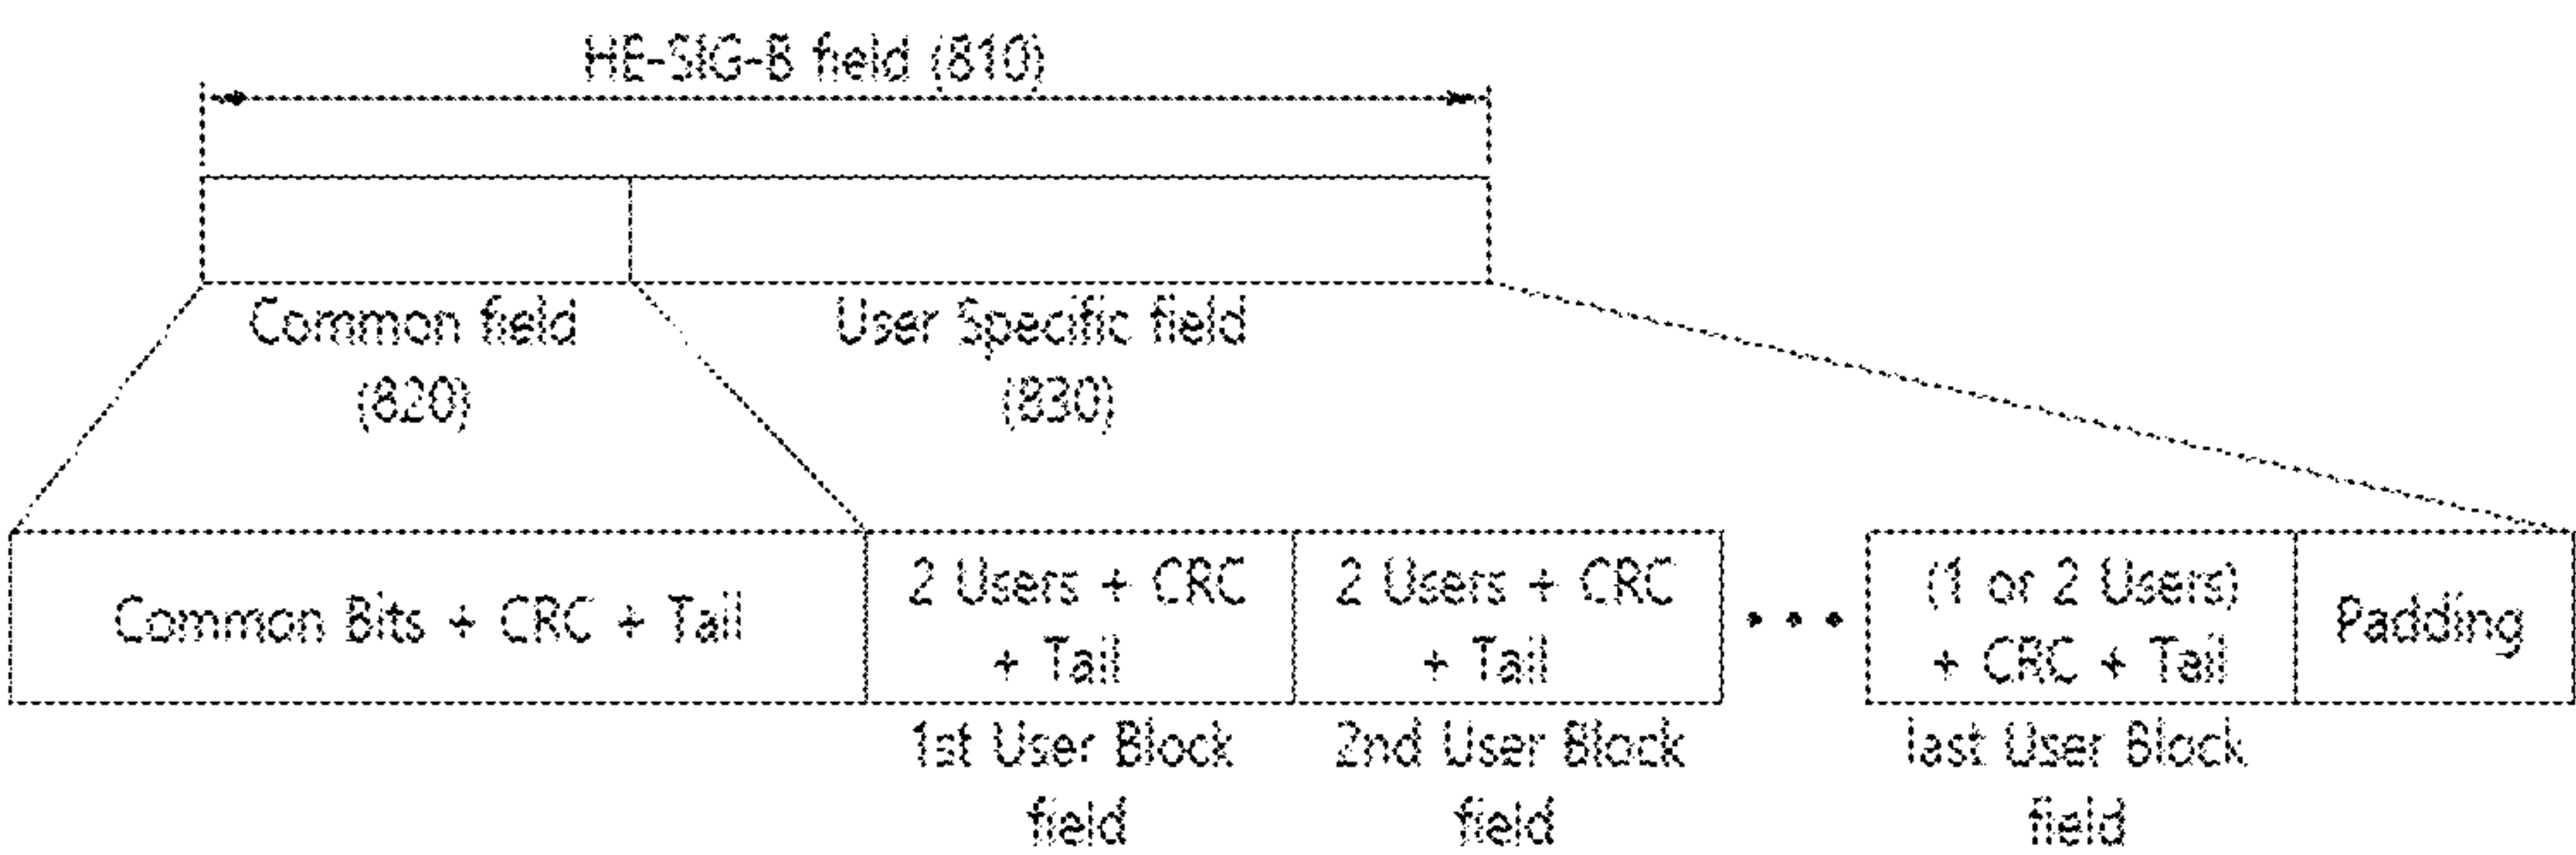 HE-SIG-B field (810)
Common field
(820)
User Specific field
(830)
Common Bits + CRC + Tail
2 Users + CRC
+ Tail
2 Users + CRC
+ Tail
(1 or 2 Users)
+ CRC + Tail
Padding
1st User Block
field
2nd User Block
field
last User Block
field